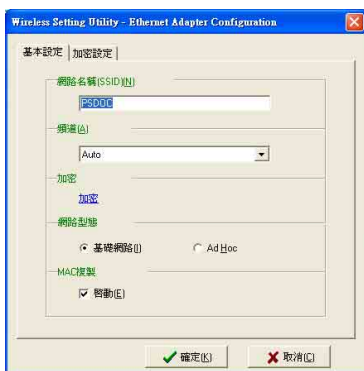 Wireless Setting Utility - Ethernet Adapter Configuration
基本設定 加密設定
網路名稱(SSID)(N)
PSDOC
頻道(A)
Auto
加密
加密
網路型態
基礎網路(I) Ad Hoc
MAC複製
啓動(E)
確定(K) 取消(C)